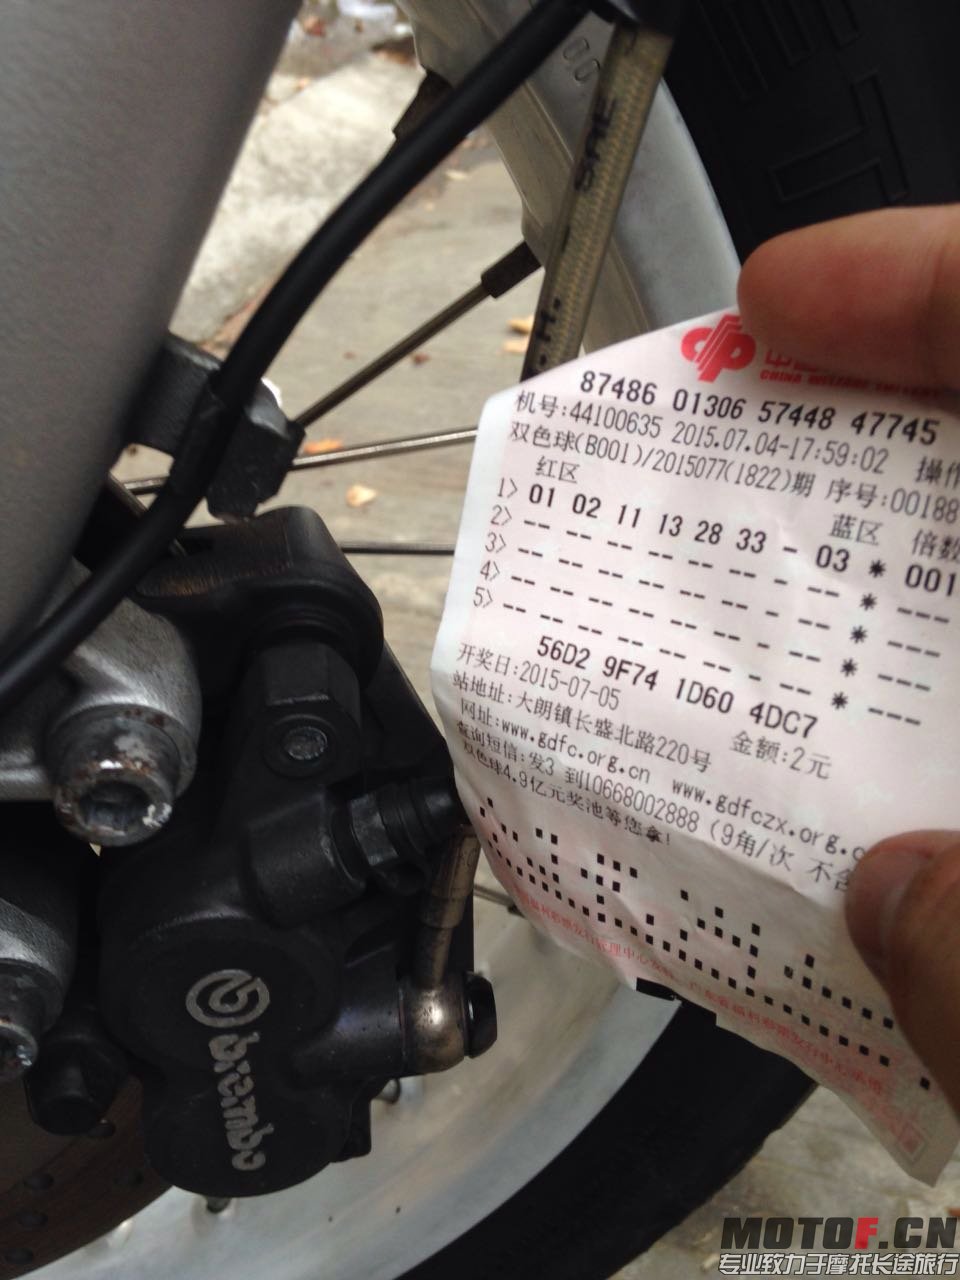 SAE
CHINA WELFARE LOTTERY
87486 01306 57448 47745
机号:44100635 2015.07.04-17:59:02 操作
双色球(B001)/2015077(1822)期 序号:00188
红区 蓝区 倍数
1> 01 02 11 13 28 33 - 03 * 001
2> -- -- -- -- -- -- - -- * ---
3> -- -- -- -- -- -- - -- * ---
4> -- -- -- -- -- -- - -- * ---
5> -- -- -- -- -- -- - -- * ---
56D2 9F74 1D60 4DC7
开奖日:2015-07-05 金额:2元
站地址:大朗镇长盛北路220号
网址:www.gdfc.org.cn www.gdfczx.org.c
查询短信:发3 到10668002888 (9角/次 不含
双色球4.9亿元奖池等您拿!
brembo
MOTOF.CN
专业致力于摩托长途旅行